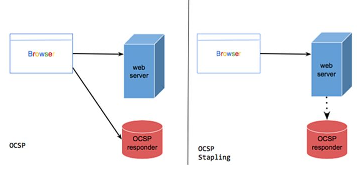 Browser
web
server
OCSP
responder
OCSP
Browser
web
server
OCSP
responder
OCSP
Stapling